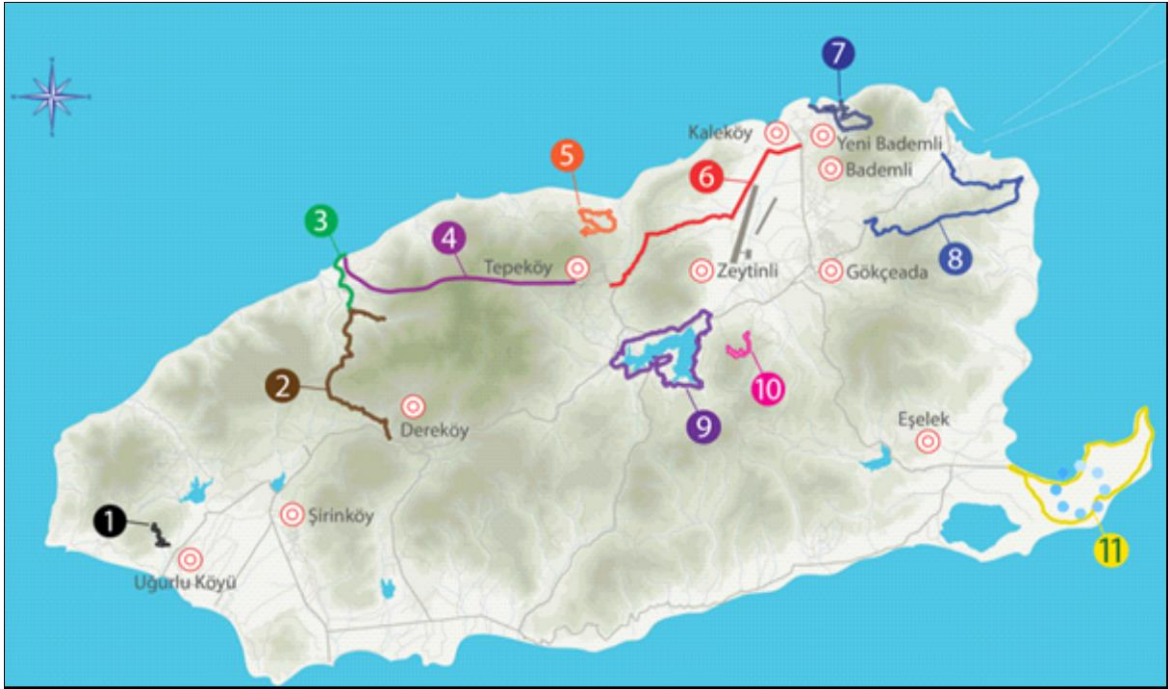 7
Kaleköy
Yeni Bademli
5
Bademli
6
3
4
8
Tepeköy
Zeytinli
Gökçeada
2
10
Dereköy
9
Eşelek
1
Şirinköy
11
Uğurlu Köyü